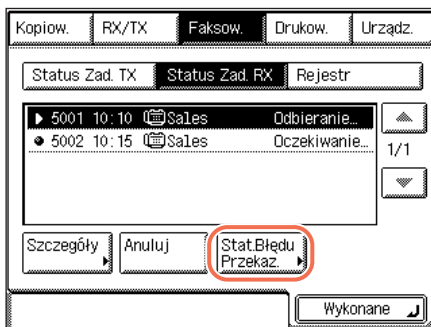 Kopiow. RX/TX Faksow. Drukow. Urządz.
Status Zad. TX Status Zad. RX Rejestr
5001 10:10 Sales Odbieranie...
5002 10:15 Sales Oczekiwanie...
1/1
Szczegóły Anuluj Stat.Błędu
Przekaz.
Wykonane